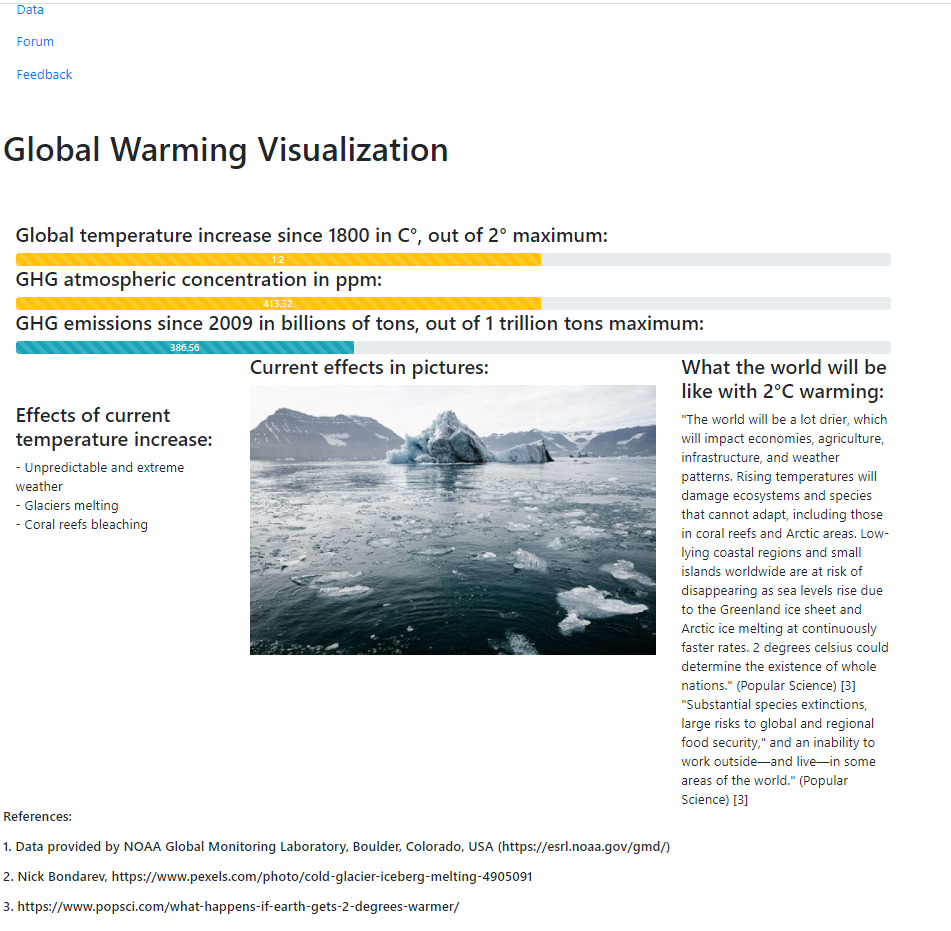 Data
Forum
Feedback
Global Warming Visualization
Global temperature increase since 1800 in C°, out of 2° maximum:
1.2
GHG atmospheric concentration in ppm:
413.32
GHG emissions since 2009 in billions of tons, out of 1 trillion tons maximum:
386.56
Effects of current
temperature increase:
- Unpredictable and extreme
weather
- Glaciers melting
- Coral reefs bleaching
Current effects in pictures:
What the world will be
like with 2°C warming:
"The world will be a lot drier, which
will impact economies, agriculture,
infrastructure, and weather
patterns. Rising temperatures will
damage ecosystems and species
that cannot adapt, including those
in coral reefs and Arctic areas. Low-
lying coastal regions and small
islands worldwide are at risk of
disappearing as sea levels rise due
to the Greenland ice sheet and
Arctic ice melting at continuously
faster rates. 2 degrees celsius could
determine the existence of whole
nations." (Popular Science) [3]
"Substantial species extinctions,
large risks to global and regional
food security," and an inability to
work outside—and live—in some
areas of the world." (Popular
Science) [3]
References:
1. Data provided by NOAA Global Monitoring Laboratory, Boulder, Colorado, USA (https://esrl.noaa.gov/gmd/)
2. Nick Bondarev, https://www.pexels.com/photo/cold-glacier-iceberg-melting-4905091
3. https://www.popsci.com/what-happens-if-earth-gets-2-degrees-warmer/